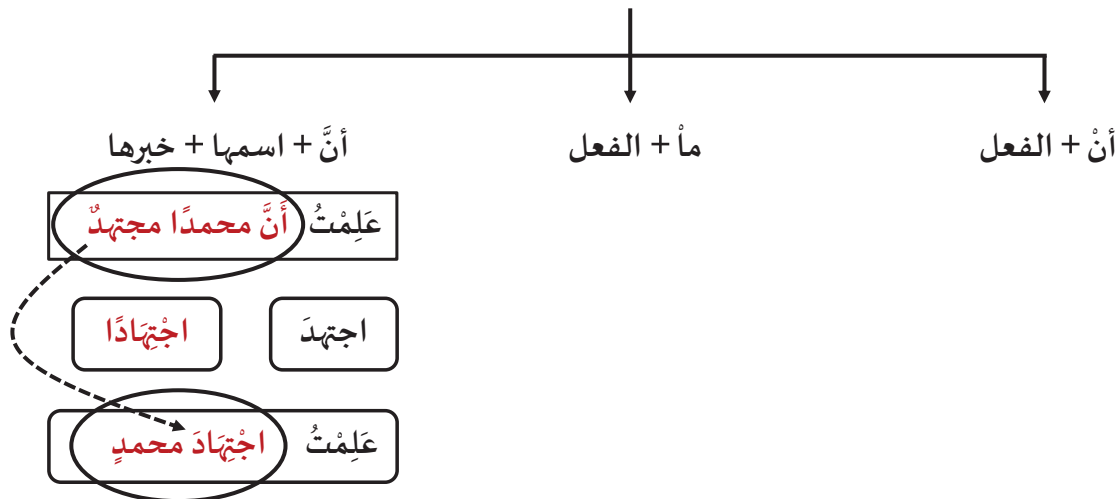 أنْ + الفعل
ماْ + الفعل
أنَّ + اسمها + خبرها
عَلِمْتُ أَنَّ محمدًا مجتهدٌ
اجتهدَ
اجْتِهَادًا
عَلِمْتُ اجْتِهَادَ محمدٍ